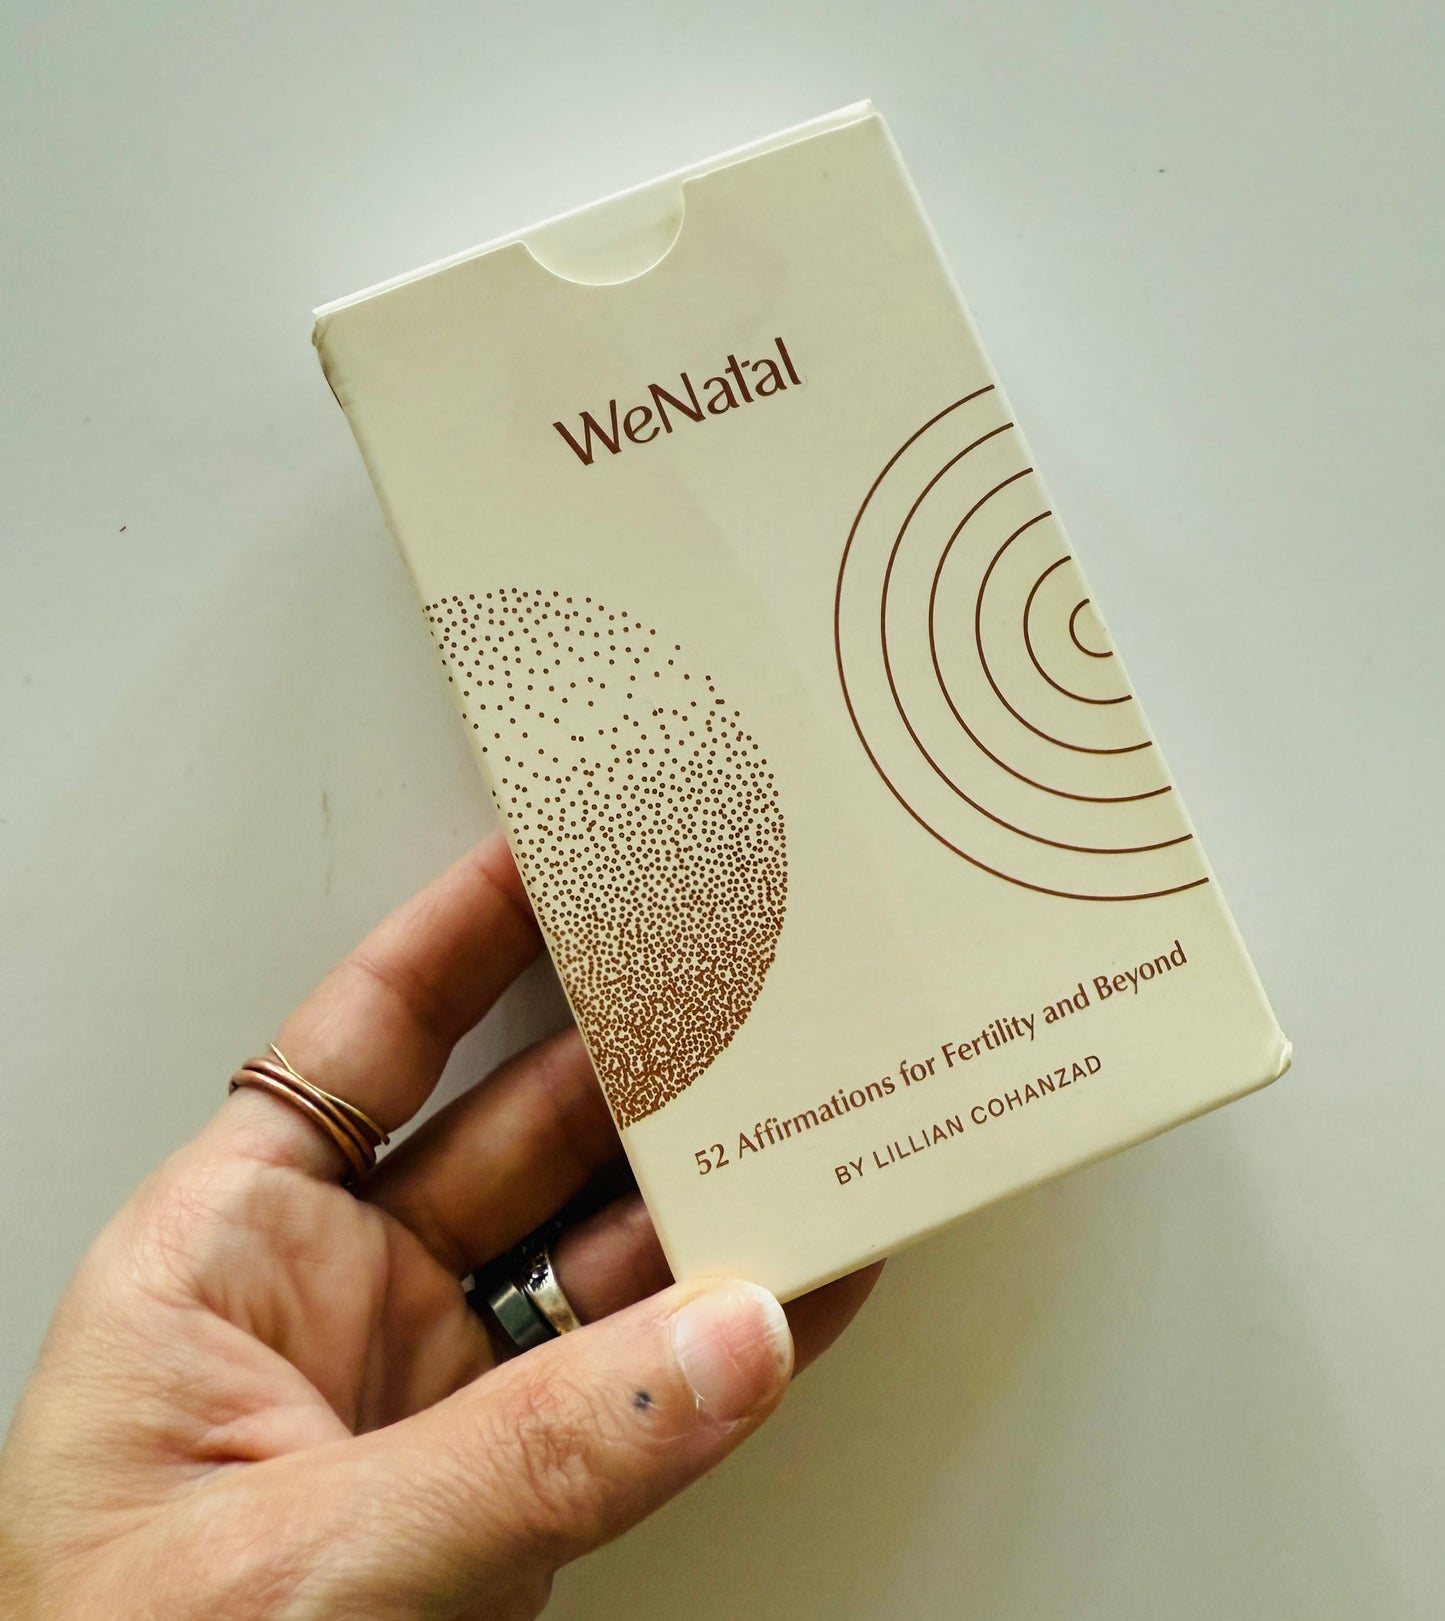 WeNatal
52 Affirmations for Fertility and Beyond
BY LILLIAN COHANZAD